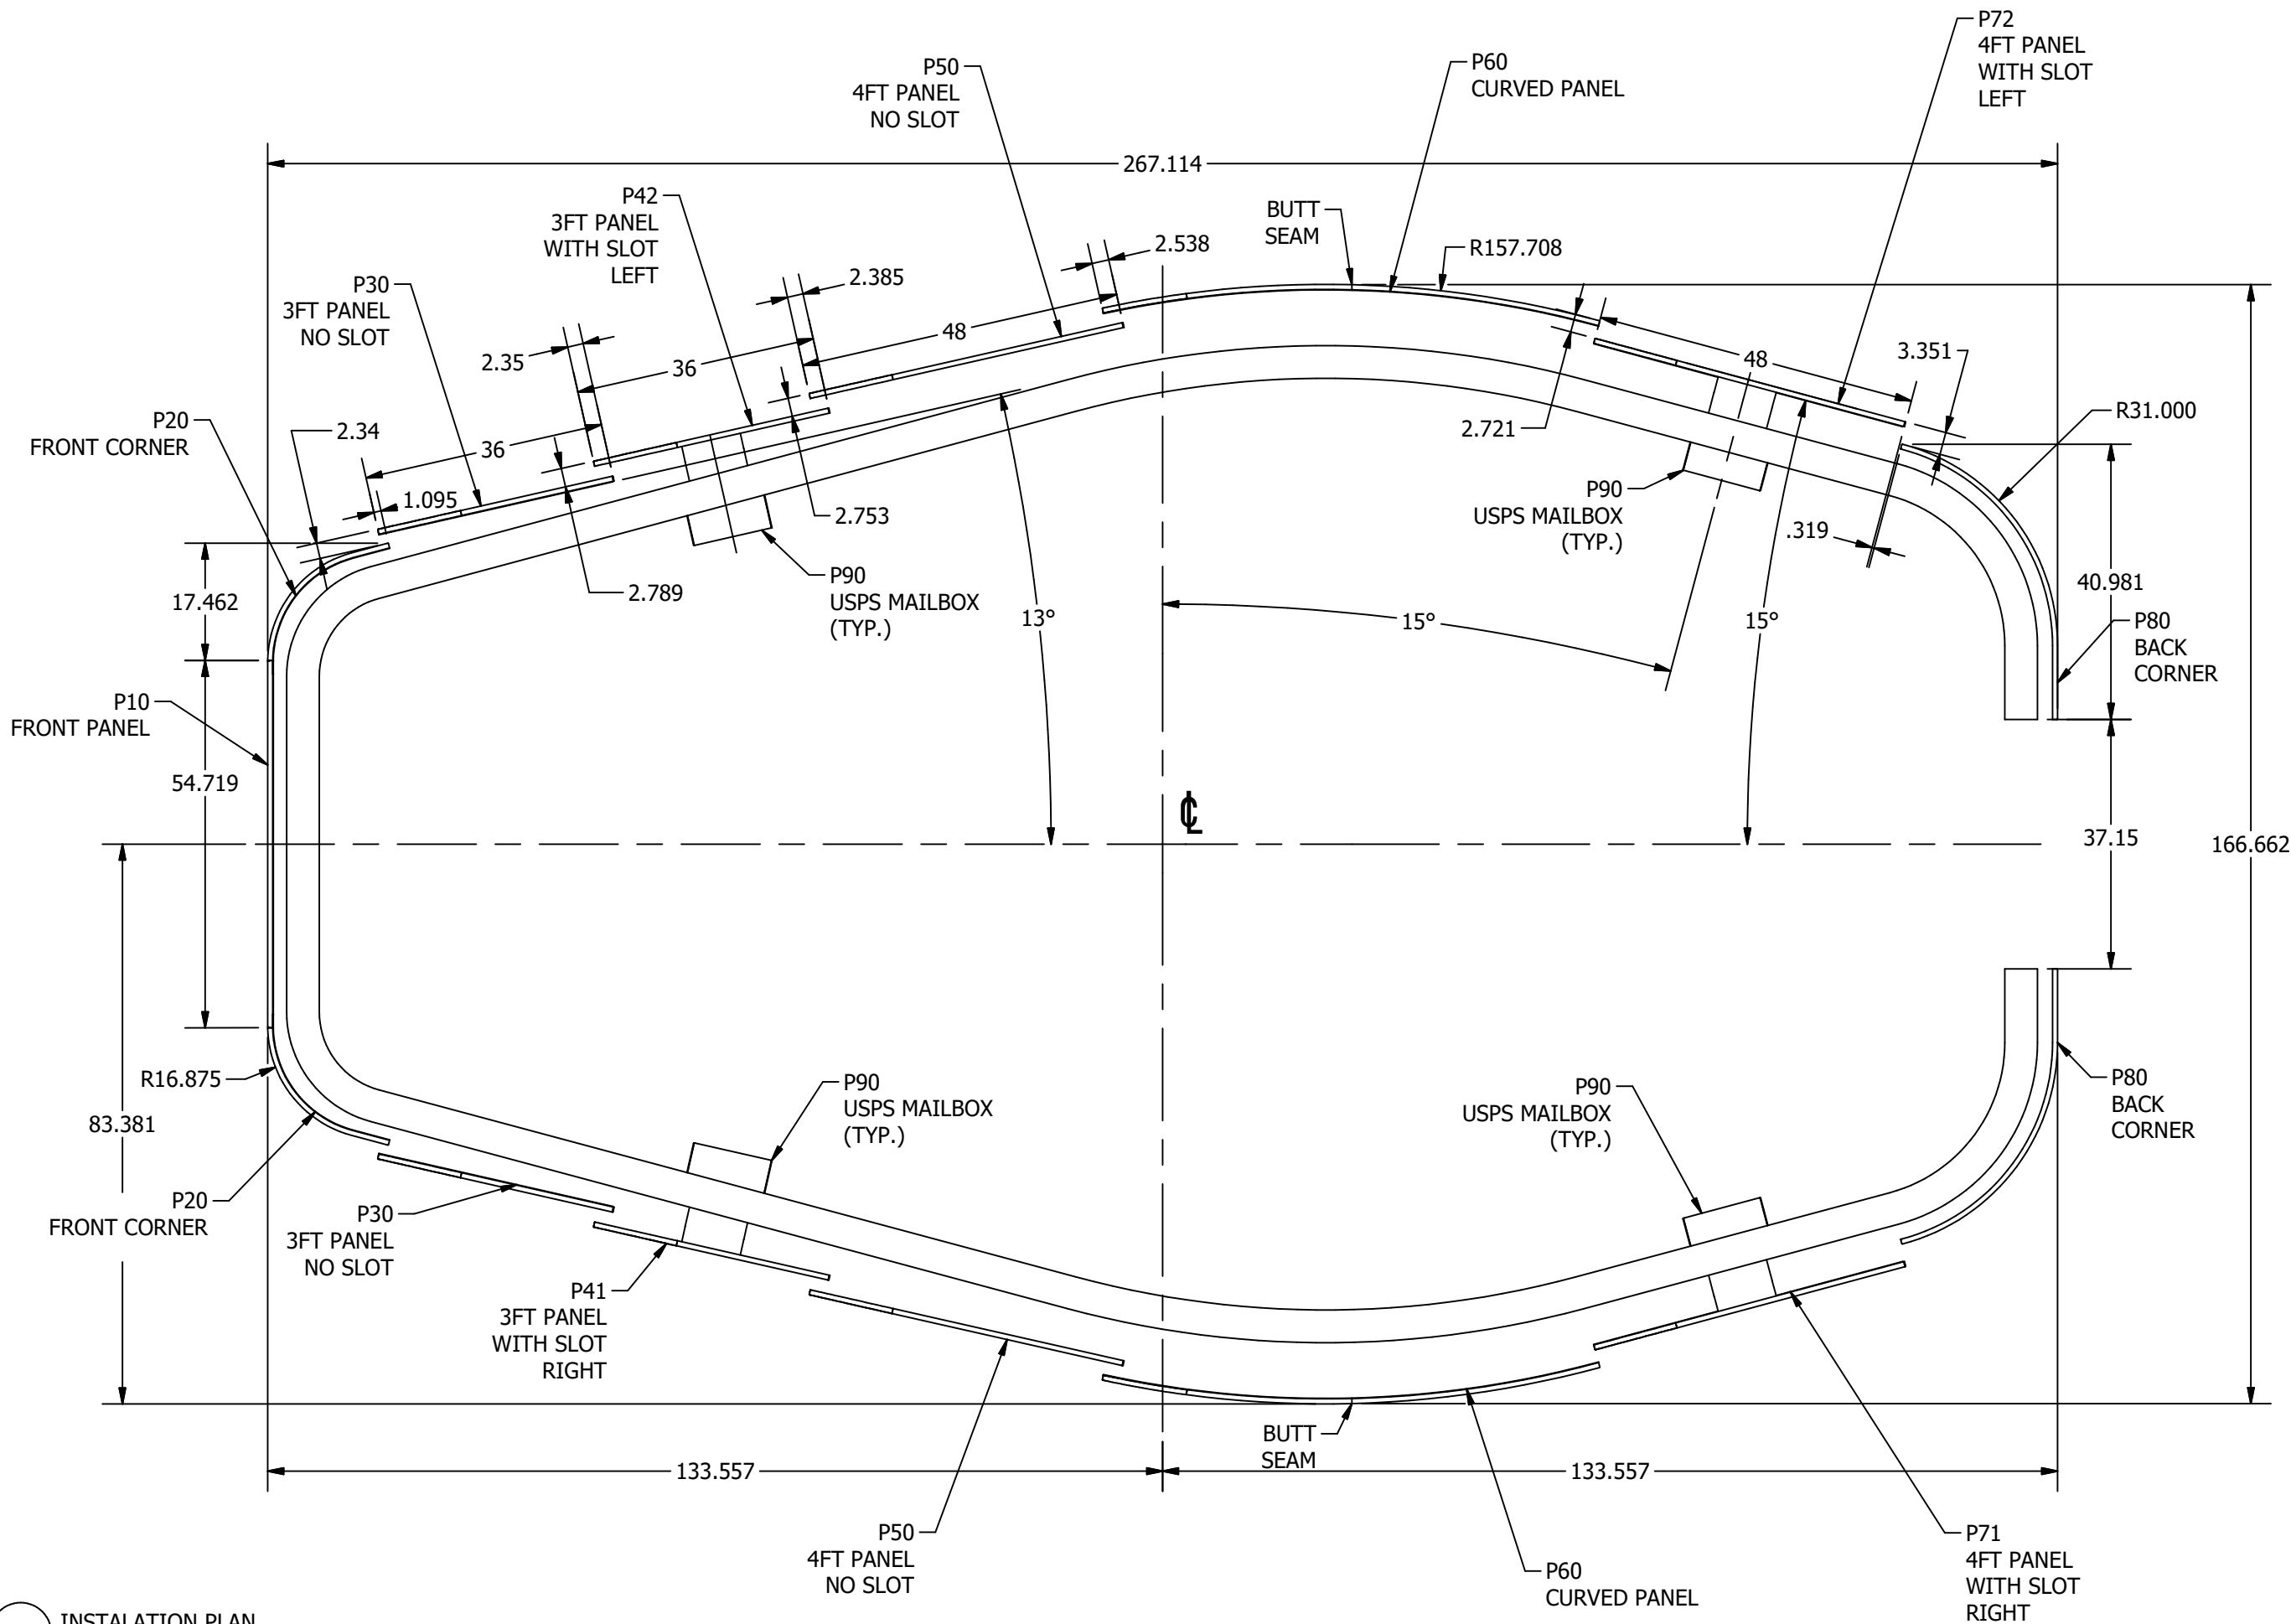 P72
4FT PANEL
WITH SLOT
LEFT
P50
4FT PANEL
NO SLOT
P60
CURVED PANEL
267.114
P42
3FT PANEL
WITH SLOT
LEFT
BUTT
SEAM
2.538
R157.708
P30
3FT PANEL
NO SLOT
2.385
48
2.35
36
48
3.351
P20
FRONT CORNER
2.34
36
R31.000
2.721
1.095
2.753
P90
USPS MAILBOX
(TYP.)
.319
2.789
P90
USPS MAILBOX
(TYP.)
17.462
13°
15°
15°
40.981
P80
BACK
CORNER
P10
FRONT PANEL
54.719
℄
37.15
166.662
R16.875
83.381
P90
USPS MAILBOX
(TYP.)
P90
USPS MAILBOX
(TYP.)
P80
BACK
CORNER
P20
FRONT CORNER
P30
3FT PANEL
NO SLOT
P41
3FT PANEL
WITH SLOT
RIGHT
BUTT
SEAM
133.557
133.557
P50
4FT PANEL
NO SLOT
P60
CURVED PANEL
P71
4FT PANEL
WITH SLOT
RIGHT
INSTALATION PLAN